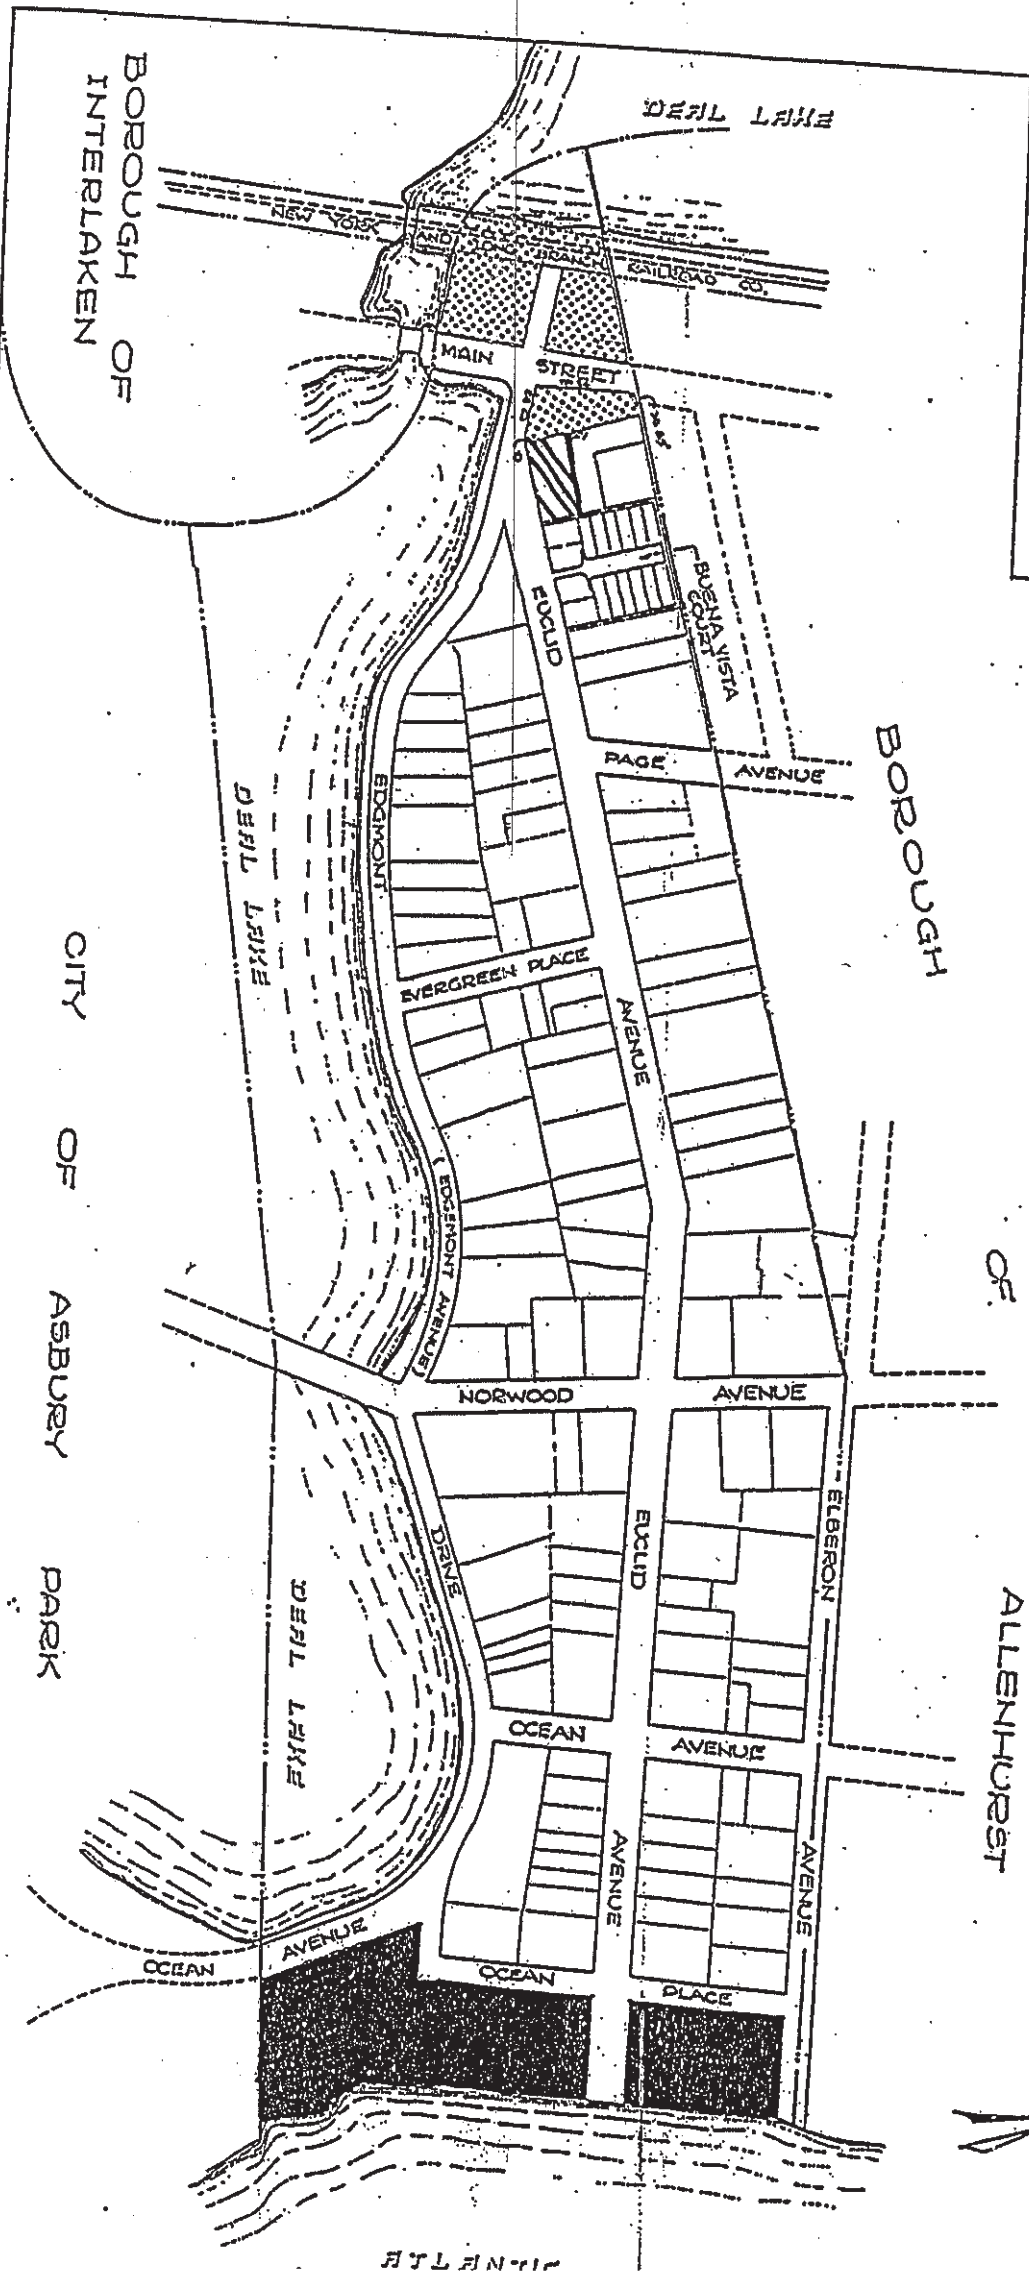 BOROUGH OF
INTERLAKEN
DEAL LAKE
NEW YORK AND LONG BRANCH RAILROAD CO.
MAIN STREET
BUENA VISTA
COURT
EUCLID
PAGE AVENUE
BOROUGH
EDGMONT
DEAL LAKE
EVERGREEN PLACE
AVENUE
CITY OF ASBURY PARK
(EDGEMONT AVENUE)
OF
NORWOOD AVENUE
ELBERON
EUCLID
DRIVE
DEAL LAKE
ALLENHURST
OCEAN AVENUE
AVENUE
AVENUE
OCEAN AVENUE
OCEAN PLACE
ATLANTIC